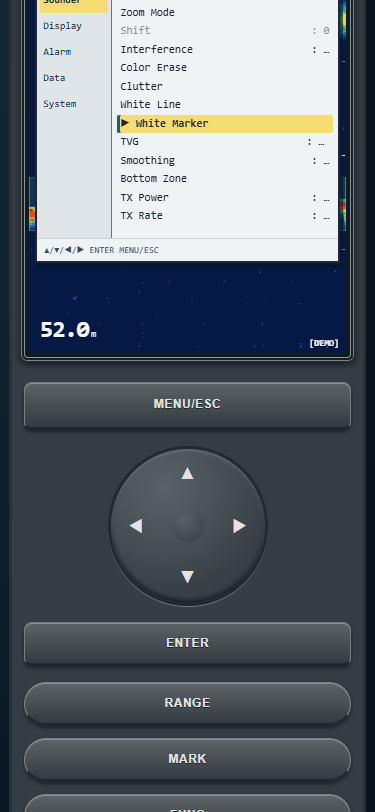 Sounder
Display
Alarm
Data
System
Zoom Mode
Shift : 0
Interference : …
Color Erase
Clutter
White Line
▶ White Marker
TVG : …
Smoothing : …
Bottom Zone
TX Power : …
TX Rate : …
▲/▼/◀/▶ ENTER MENU/ESC
52.0m
[DEMO]
MENU/ESC
ENTER
RANGE
MARK
FUNC